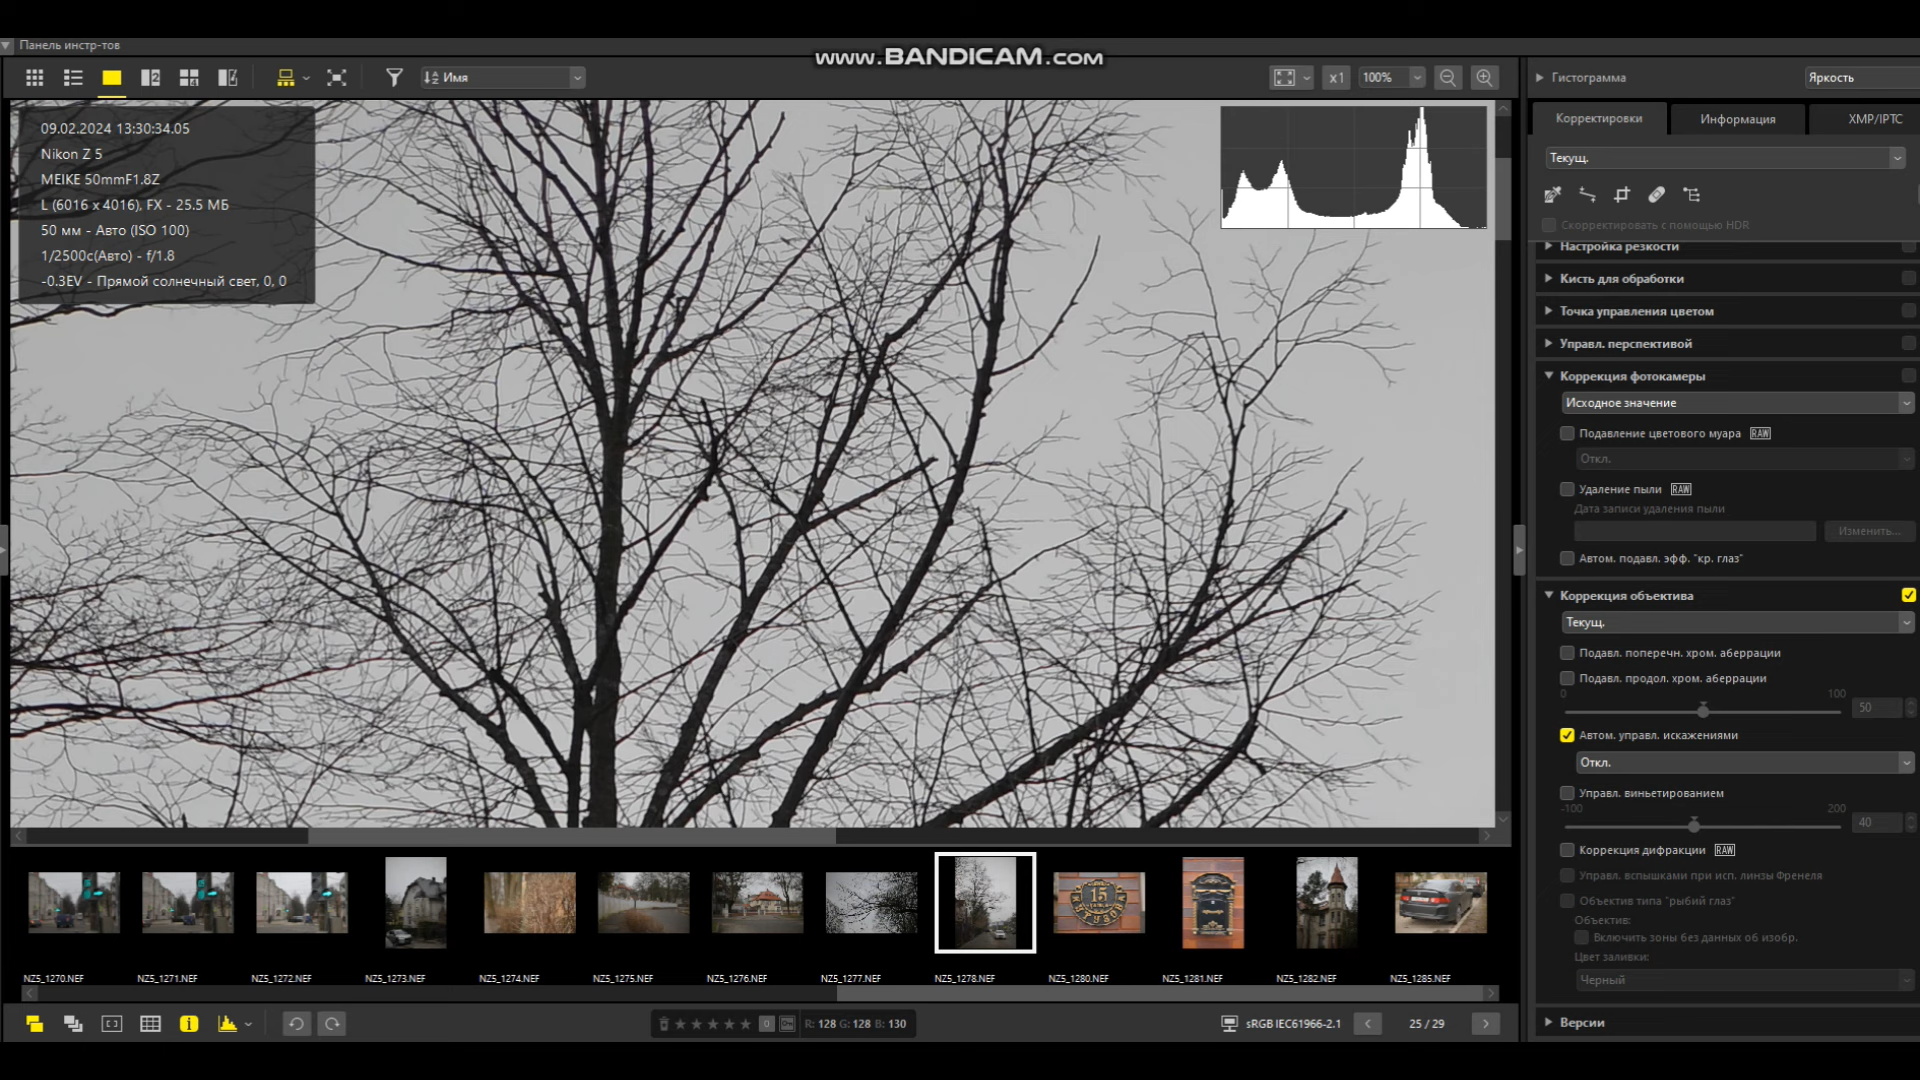 Панель инстр-тов
www.BANDICAM.com
Имя
x1
100%
Гистограмма
Яркость
09.02.2024 13:30:34.05
Nikon Z 5
MEIKE 50mmF1.8Z
L (6016 x 4016), FX - 25.5 МБ
50 мм - Авто (ISO 100)
1/2500с(Авто) - f/1.8
-0.3EV - Прямой солнечный свет, 0, 0
Корректировки
Информация
XMP/IPTC
Текущ.
Скорректировать с помощью HDR
Настройка резкости
Кисть для обработки
Точка управления цветом
Управл. перспективой
Коррекция фотокамеры
Исходное значение
Подавление цветового муара RAW
Откл.
Удаление пыли RAW
Дата записи удаления пыли
Изменить...
Автом. подавл. эфф. "кр. глаз"
Коррекция объектива
Текущ.
Подавл. поперечн. хром. аберрации
Подавл. продол. хром. аберрации
0 100
50
Автом. управл. искажениями
Откл.
Управл. виньетированием
-100 200
40
Коррекция дифракции RAW
Управл. вспышками при исп. линзы Френеля
Объектив типа "рыбий глаз"
Объектив:
Включить зоны без данных об изобр.
Цвет заливки:
Черный
Версии
15
NZ5_1270.NEF
NZ5_1271.NEF
NZ5_1272.NEF
NZ5_1273.NEF
NZ5_1274.NEF
NZ5_1275.NEF
NZ5_1276.NEF
NZ5_1277.NEF
NZ5_1278.NEF
NZ5_1280.NEF
NZ5_1281.NEF
NZ5_1282.NEF
NZ5_1285.NEF
0
R: 128 G: 128 B: 130
sRGB IEC61966-2.1
25 / 29